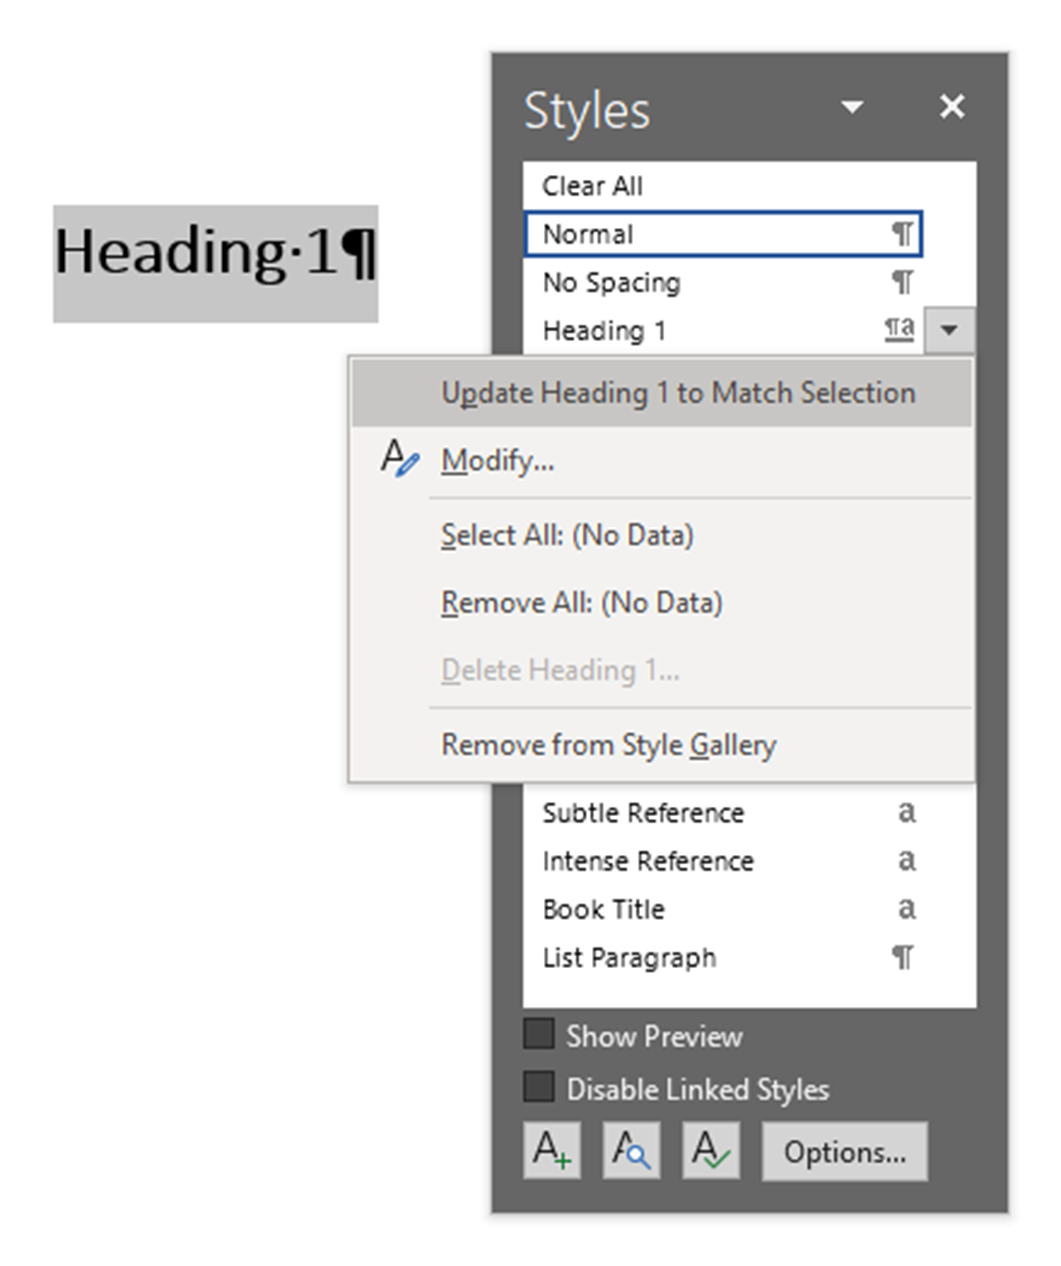 Styles
Clear All
Heading·1¶
Normal ¶
No Spacing ¶
Heading 1 ¶a
Update Heading 1 to Match Selection
Modify...
Select All: (No Data)
Remove All: (No Data)
Delete Heading 1...
Remove from Style Gallery
Subtle Reference a
Intense Reference a
Book Title a
List Paragraph ¶
Show Preview
Disable Linked Styles
Options...